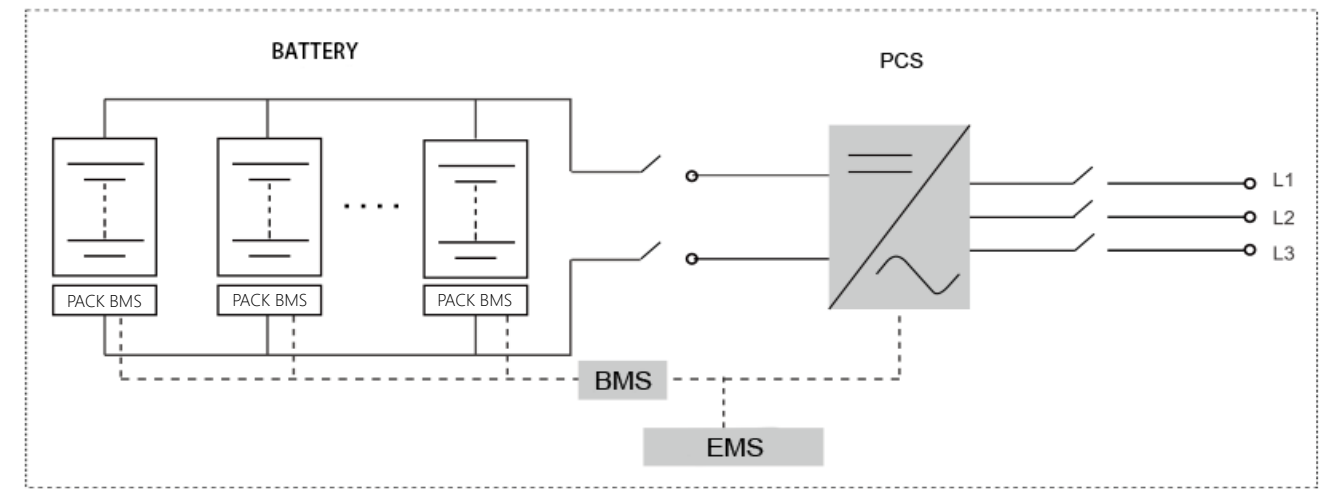 BATTERY
PCS
L1
L2
L3
PACK BMS
PACK BMS
PACK BMS
BMS
EMS